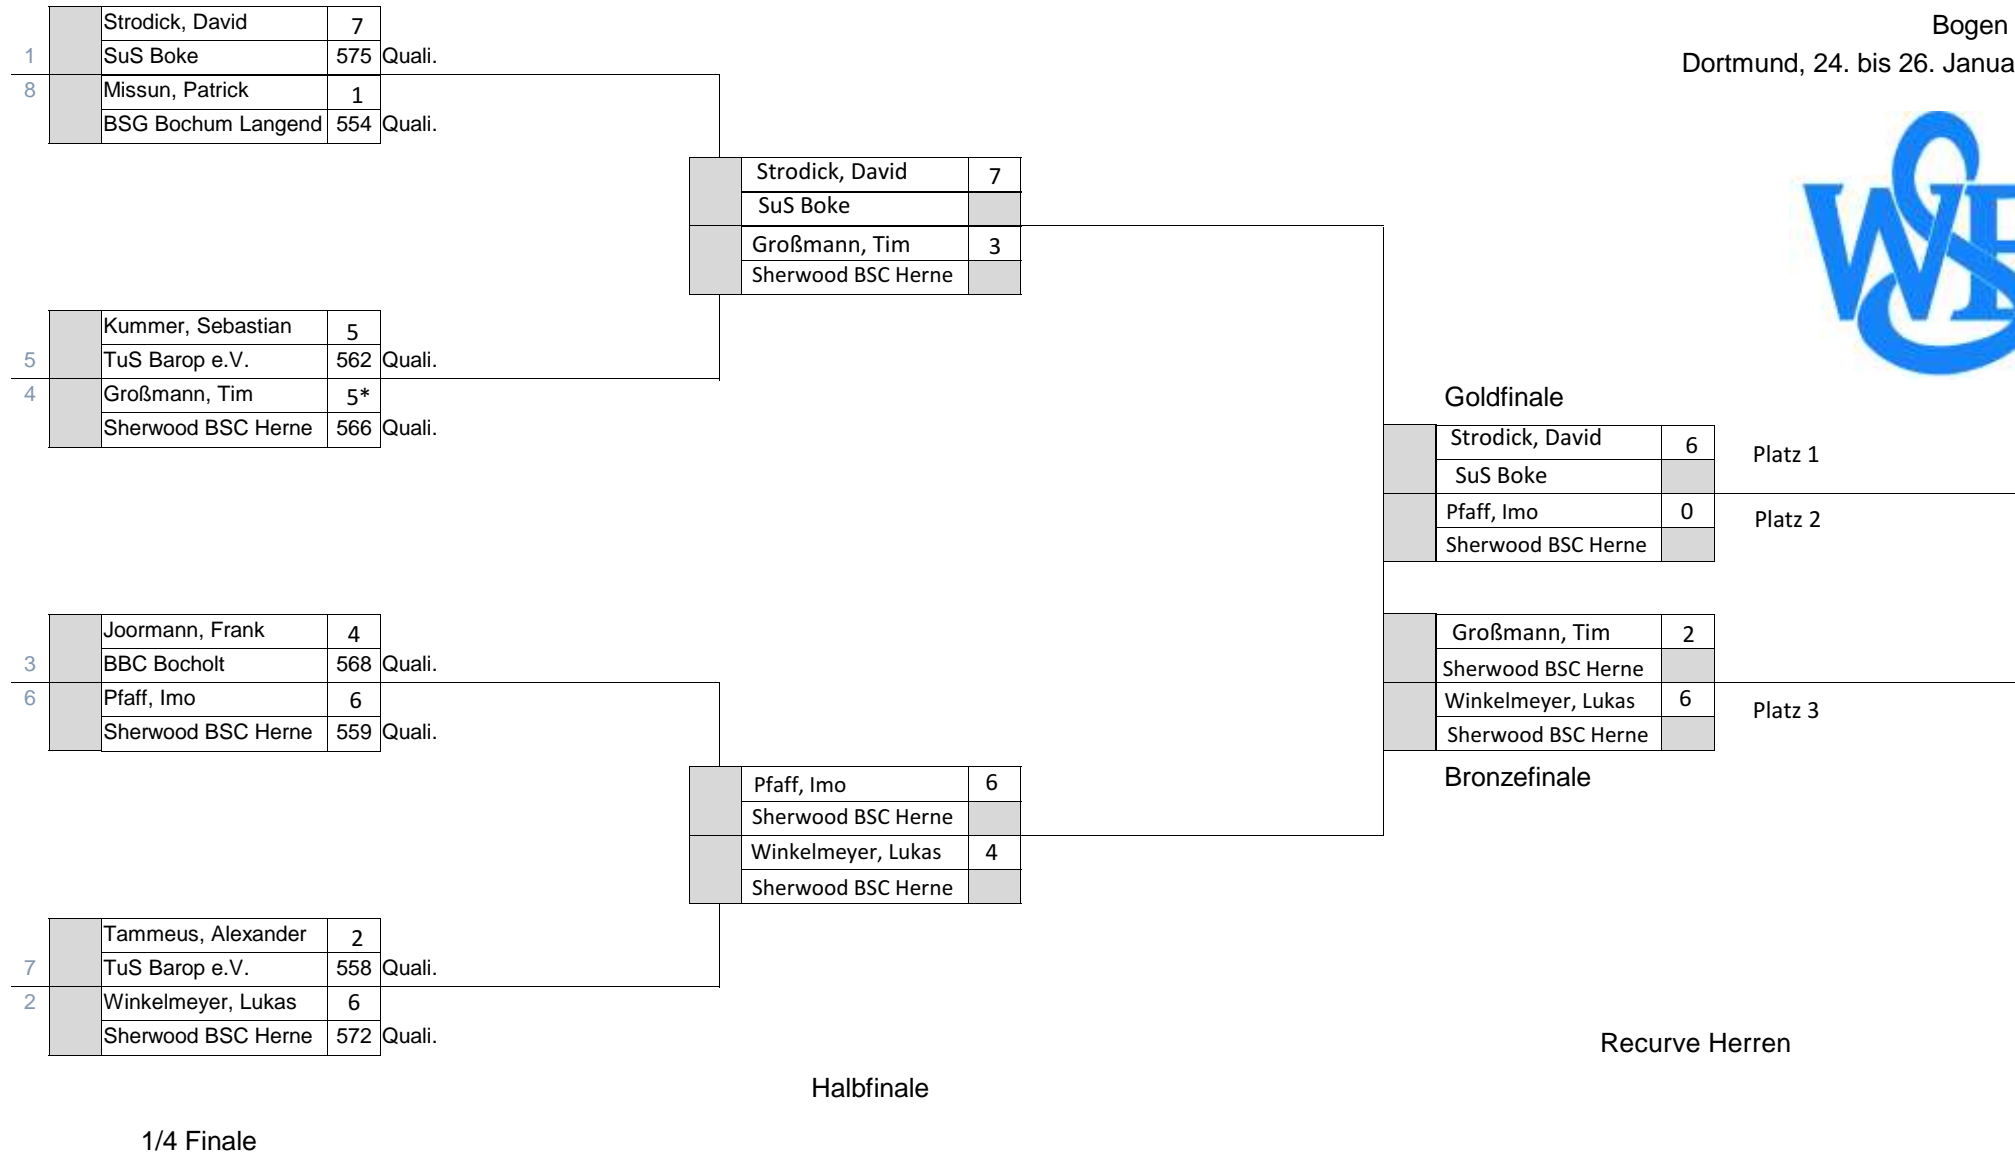 Bogen
Dortmund, 24. bis 26. Janua
WSB
Strodick, David 7
1 SuS Boke 575 Quali.
8 Missun, Patrick 1
BSG Bochum Langend 554 Quali.
Strodick, David 7
SuS Boke
Großmann, Tim 3
Sherwood BSC Herne
Kummer, Sebastian 5
5 TuS Barop e.V. 562 Quali.
4 Großmann, Tim 5*
Sherwood BSC Herne 566 Quali.
Goldfinale
Strodick, David 6 Platz 1
SuS Boke
Pfaff, Imo 0 Platz 2
Sherwood BSC Herne
Joormann, Frank 4
3 BBC Bocholt 568 Quali.
6 Pfaff, Imo 6
Sherwood BSC Herne 559 Quali.
Großmann, Tim 2
Sherwood BSC Herne
Winkelmeyer, Lukas 6 Platz 3
Sherwood BSC Herne
Bronzefinale
Pfaff, Imo 6
Sherwood BSC Herne
Winkelmeyer, Lukas 4
Sherwood BSC Herne
Tammeus, Alexander 2
7 TuS Barop e.V. 558 Quali.
2 Winkelmeyer, Lukas 6
Sherwood BSC Herne 572 Quali.
Recurve Herren
Halbfinale
1/4 Finale